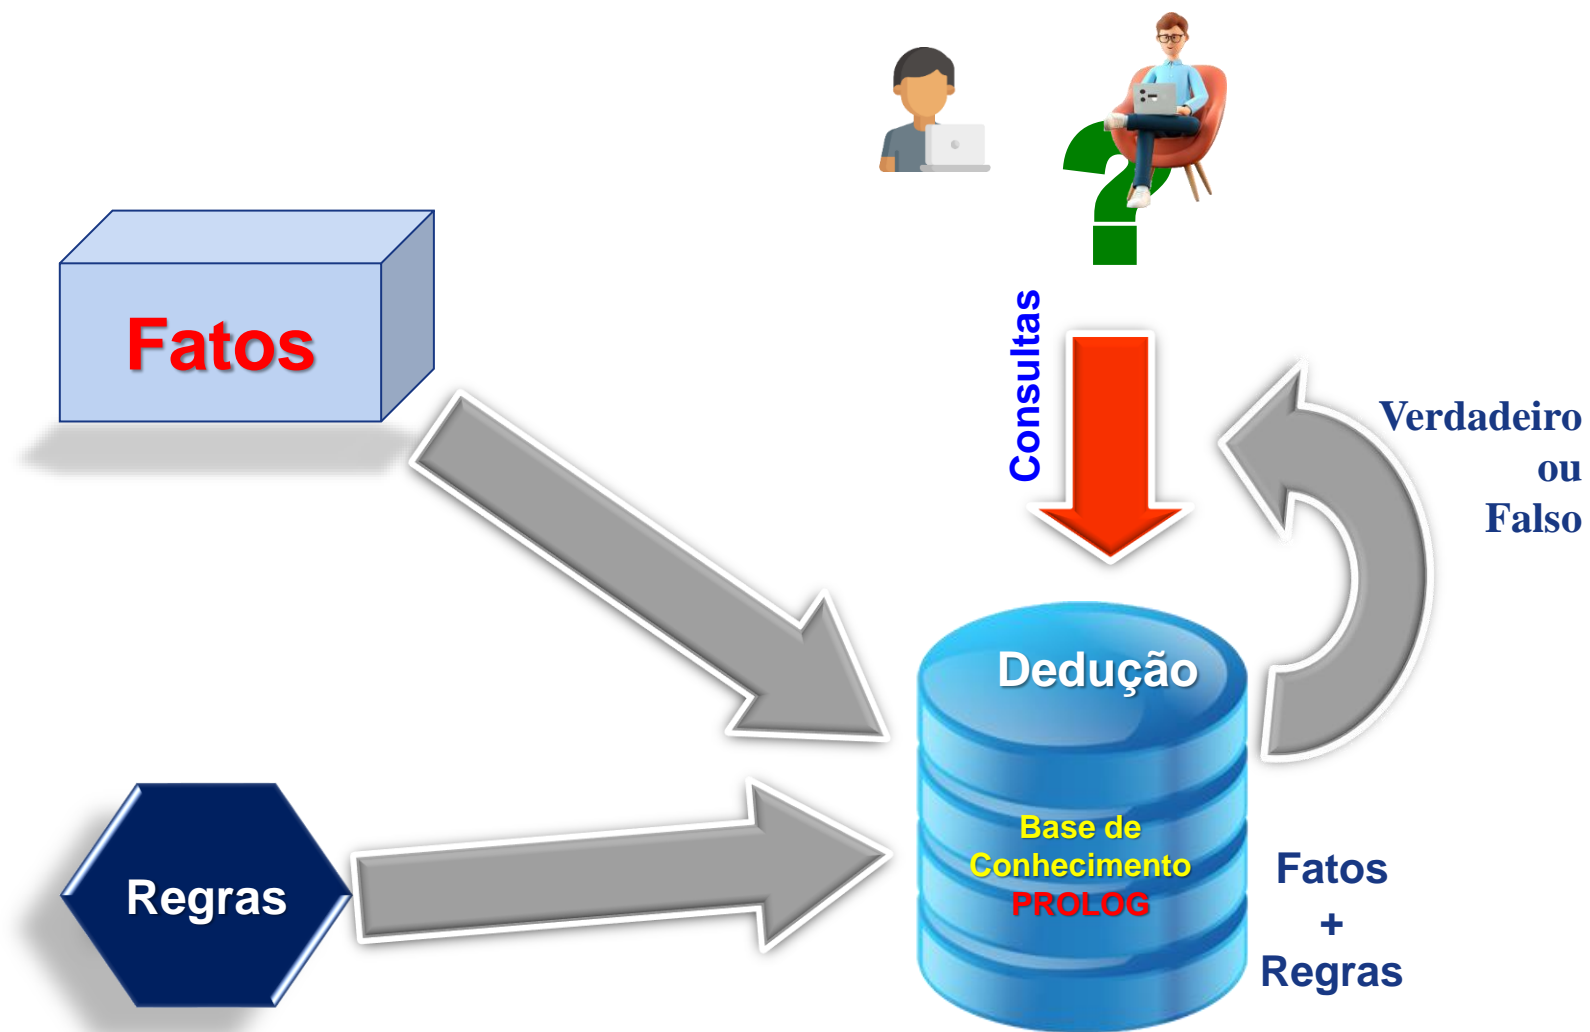 ?
Fatos
Consultas
Verdadeiro
ou
Falso
Dedução
Base de
Conhecimento
PROLOG
Regras
Fatos
+
Regras